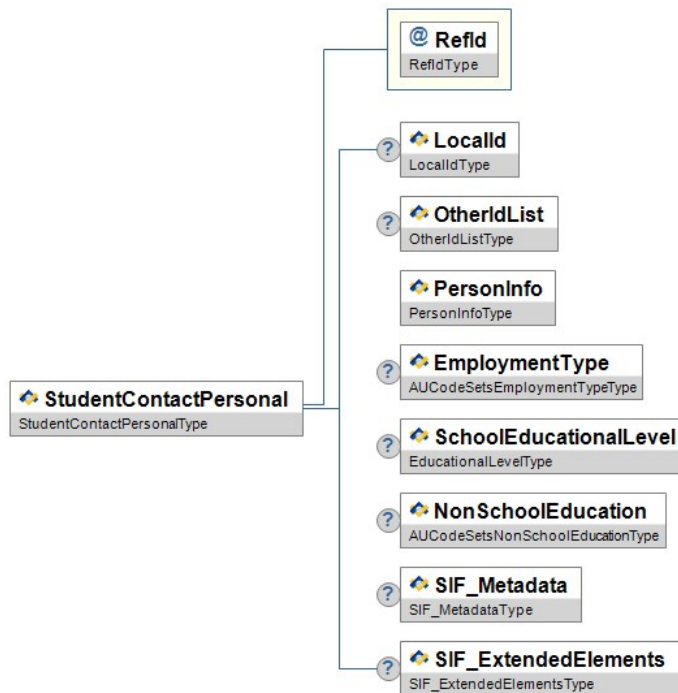 @ RefId
RefIdType
? LocalId
LocalIdType
? OtherIdList
OtherIdListType
PersonInfo
PersonInfoType
? EmploymentType
AUCodeSetsEmploymentTypeType
StudentContactPersonal
StudentContactPersonalType
? SchoolEducationalLevel
EducationalLevelType
? NonSchoolEducation
AUCodeSetsNonSchoolEducationType
? SIF_Metadata
SIF_MetadataType
? SIF_ExtendedElements
SIF_ExtendedElementsType